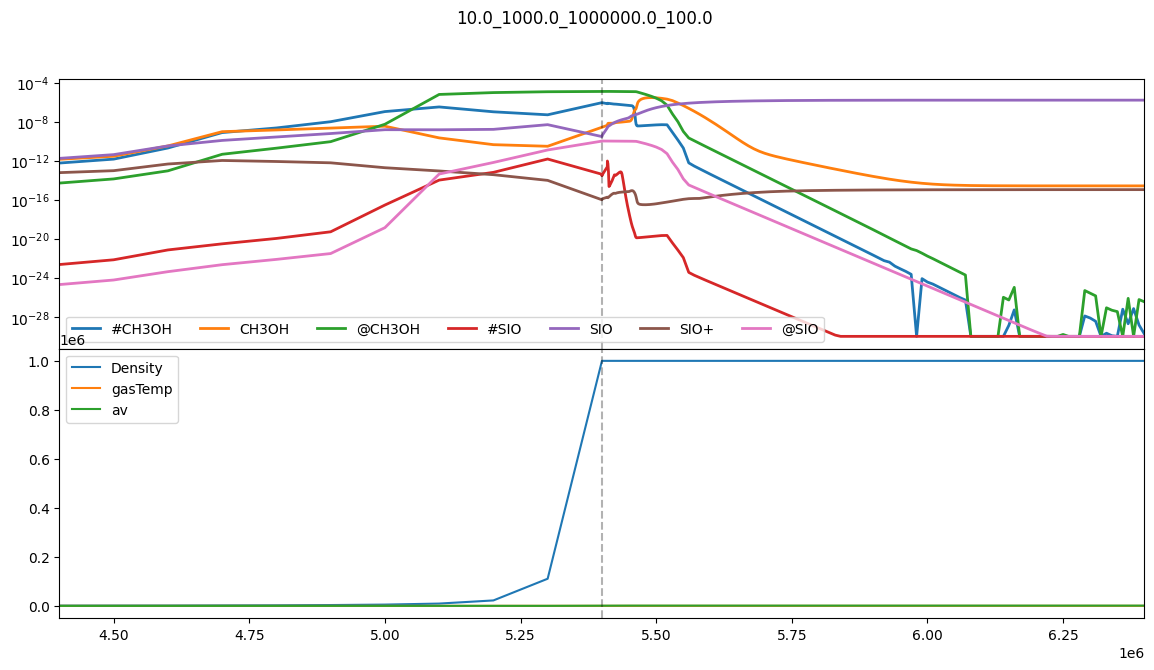 10.0_1000.0_1000000.0_100.0
10⁻⁴
10⁻⁸
10⁻¹²
10⁻¹⁶
10⁻²⁰
10⁻²⁴
10⁻²⁸
#CH3OH CH3OH @CH3OH #SIO SIO SIO+ @SIO
1e6
1.0
0.8
0.6
0.4
0.2
0.0
Density
gasTemp
av
4.50 4.75 5.00 5.25 5.50 5.75 6.00 6.25
1e6